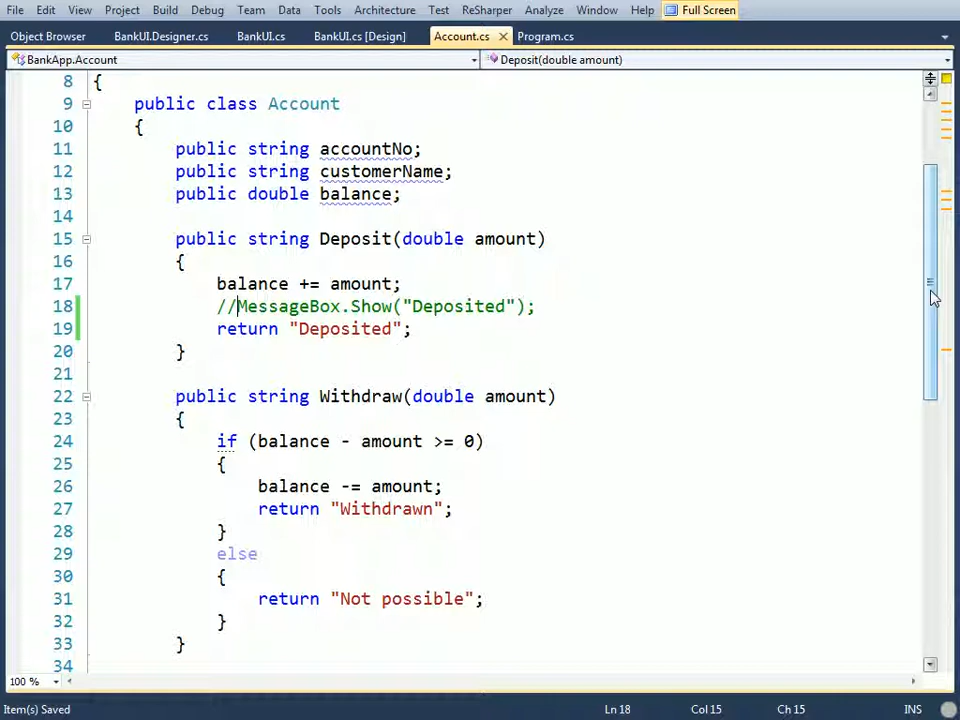 File Edit View Project Build Debug Team Data Tools Architecture Test ReSharper Analyze Window Help Full Screen
Object Browser BankUI.Designer.cs BankUI.cs BankUI.cs [Design] Account.cs Program.cs
BankApp.Account Deposit(double amount)
8 {
9 public class Account
10 {
11 public string accountNo;
12 public string customerName;
13 public double balance;
14
15 public string Deposit(double amount)
16 {
17 balance += amount;
18 //MessageBox.Show("Deposited");
19 return "Deposited";
20 }
21
22 public string Withdraw(double amount)
23 {
24 if (balance - amount >= 0)
25 {
26 balance -= amount;
27 return "Withdrawn";
28 }
29 else
30 {
31 return "Not possible";
32 }
33 }
34
100 %
Item(s) Saved Ln 18 Col 15 Ch 15 INS